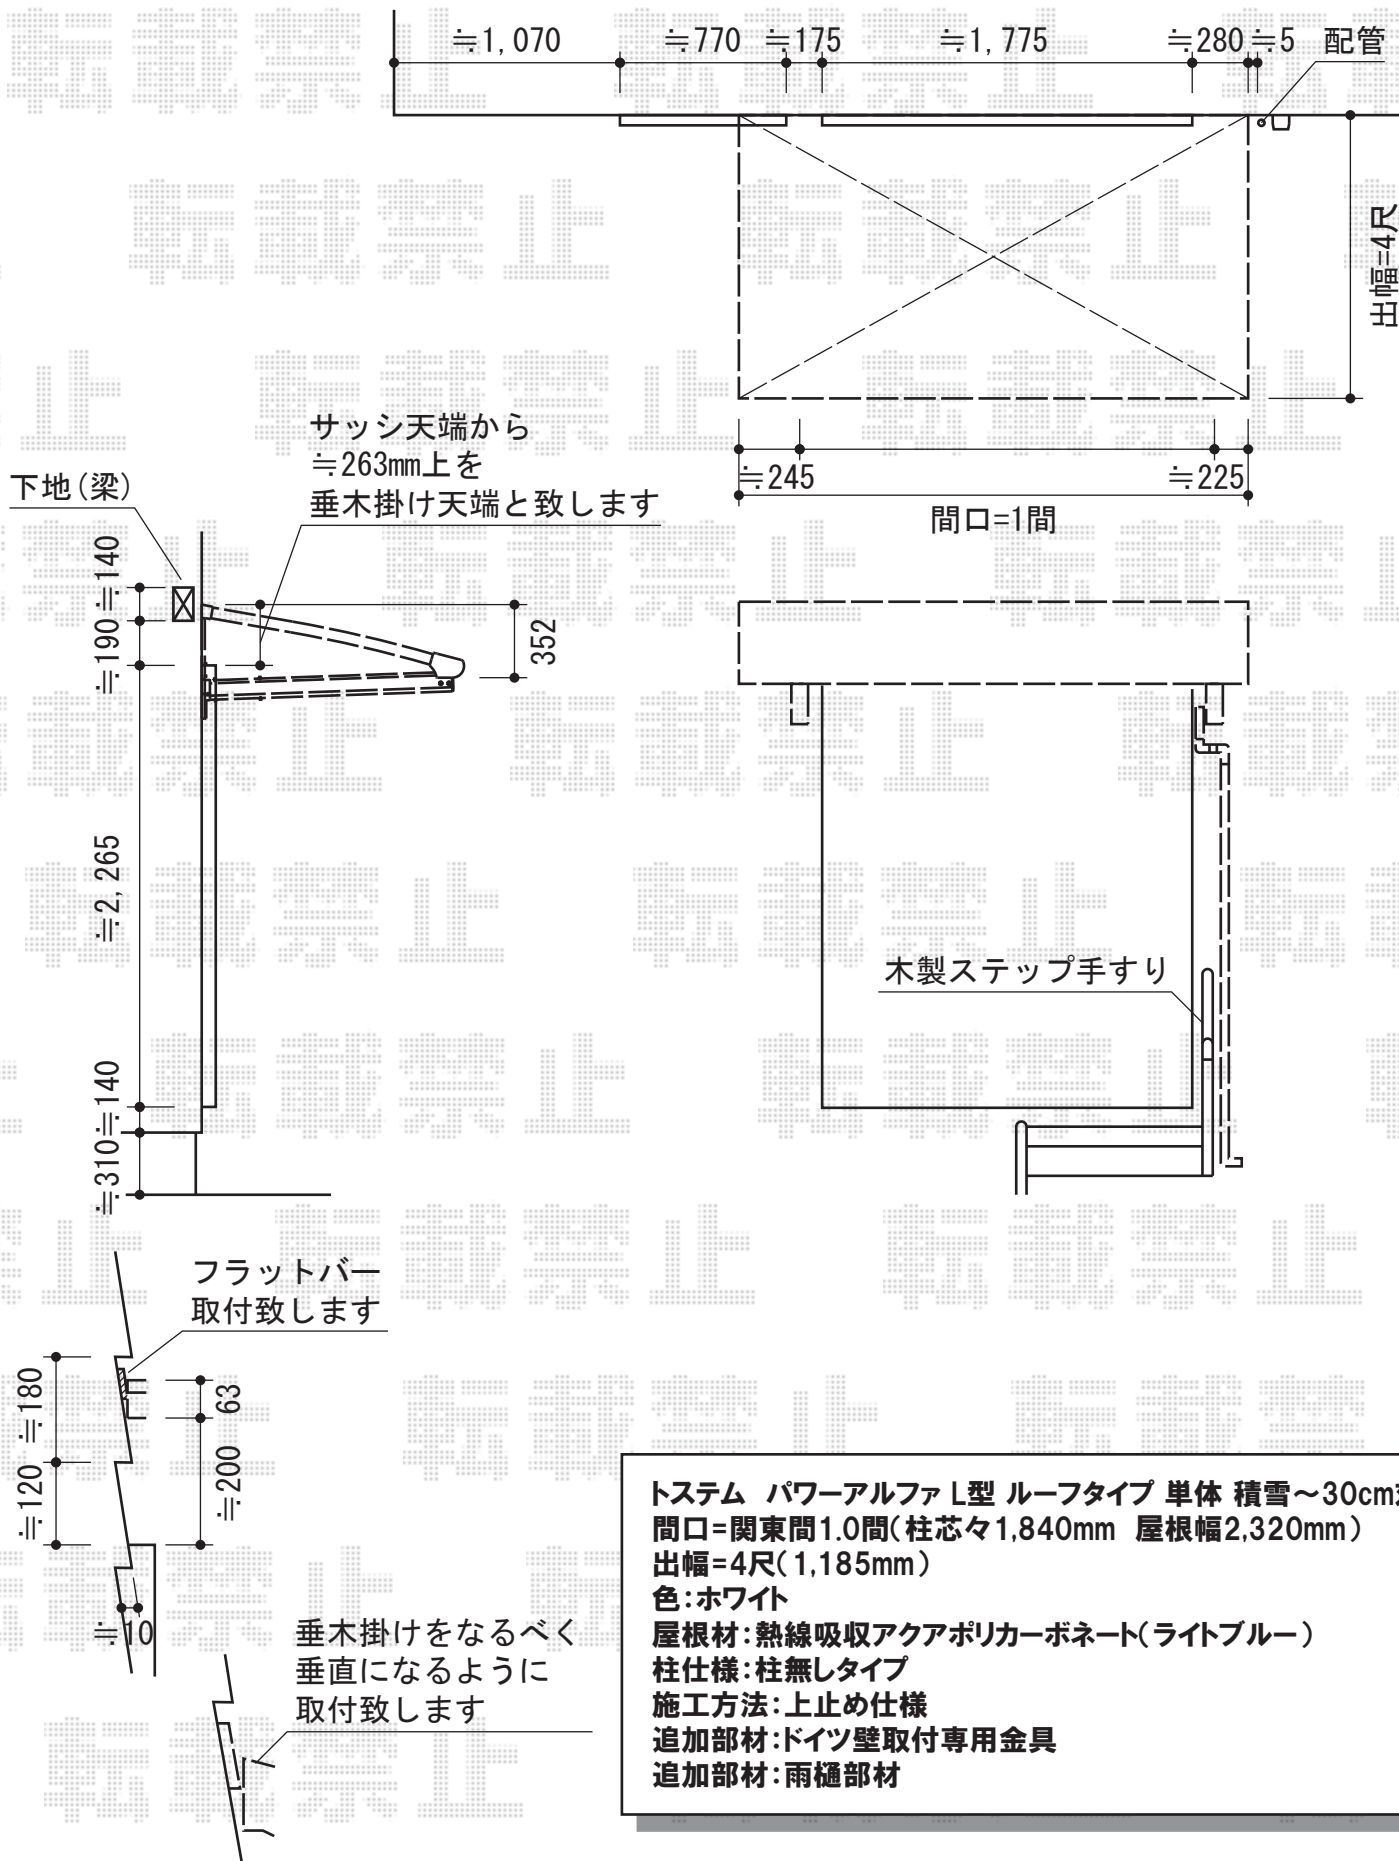 ≒1,070 ≒770 ≒175 ≒1,775 ≒280 ≒5 配管
出幅=4尺
≒245 ≒225
間口=1間
サッシ天端から
≒263mm上を
垂木掛け天端と致します
下地(梁)
≒140
≒190
352
≒2,265
≒140
≒310
木製ステップ手すり
フラットバー
取付致します
≒180
63
≒120
≒200
≒10
垂木掛けをなるべく
垂直になるように
取付致します
トステム パワーアルファ L型 ルーフタイプ 単体 積雪～30cm
間口=関東間1.0間(柱芯々1,840mm 屋根幅2,320mm)
出幅=4尺(1,185mm)
色:ホワイト
屋根材:熱線吸収アクアポリカーボネート(ライトブルー)
柱仕様:柱無しタイプ
施工方法:上止め仕様
追加部材:ドイツ壁取付専用金具
追加部材:雨樋部材
転載禁止